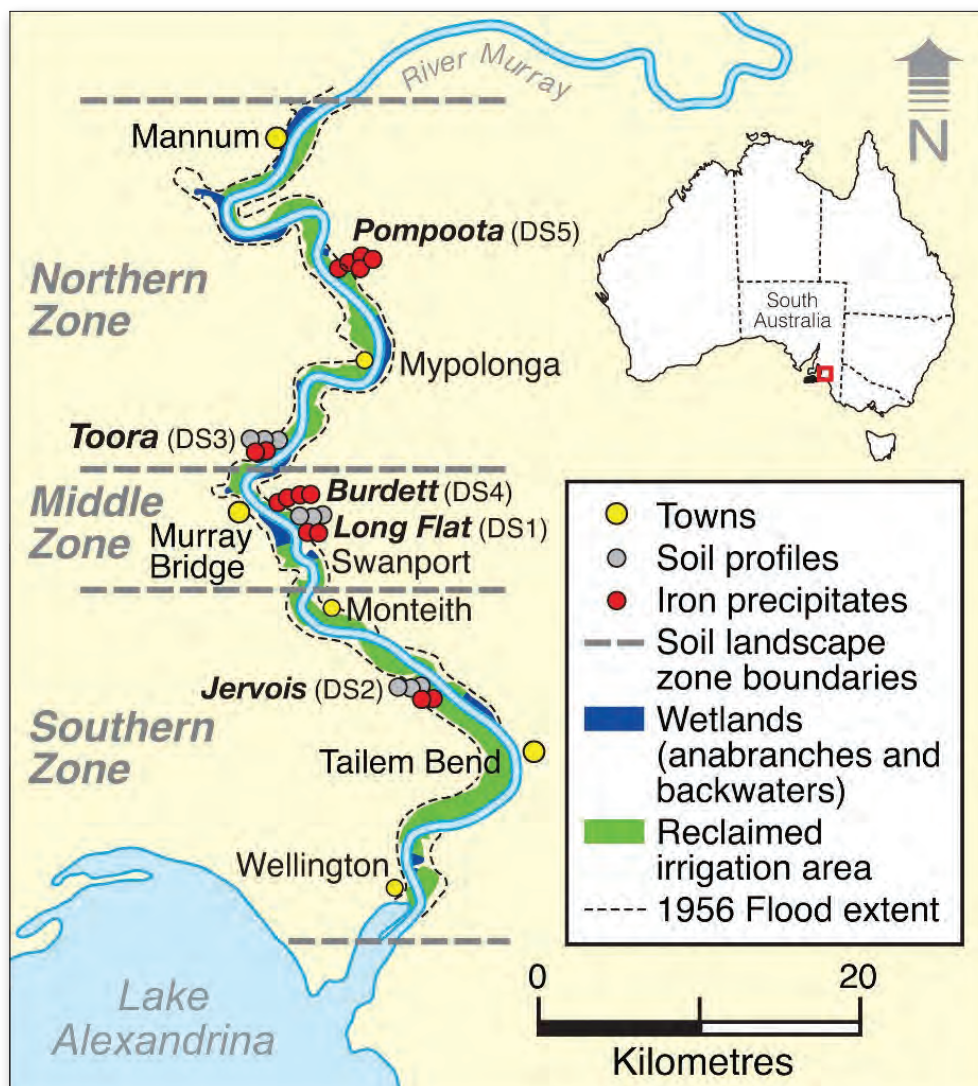 River Murray
N
Mannum
Pompoota (DS5)
Northern
Zone
South
Australia
Mypolonga
Toora (DS3)
Middle
Zone
Burdett (DS4)
Long Flat (DS1)
Murray
Bridge
Swanport
Monteith
Jervois (DS2)
Southern
Zone
Tailem Bend
Wellington
Lake
Alexandrina
Towns
Soil profiles
Iron precipitates
Soil landscape
zone boundaries
Wetlands
(anabranches and
backwaters)
Reclaimed
irrigation area
1956 Flood extent
0 20
Kilometres